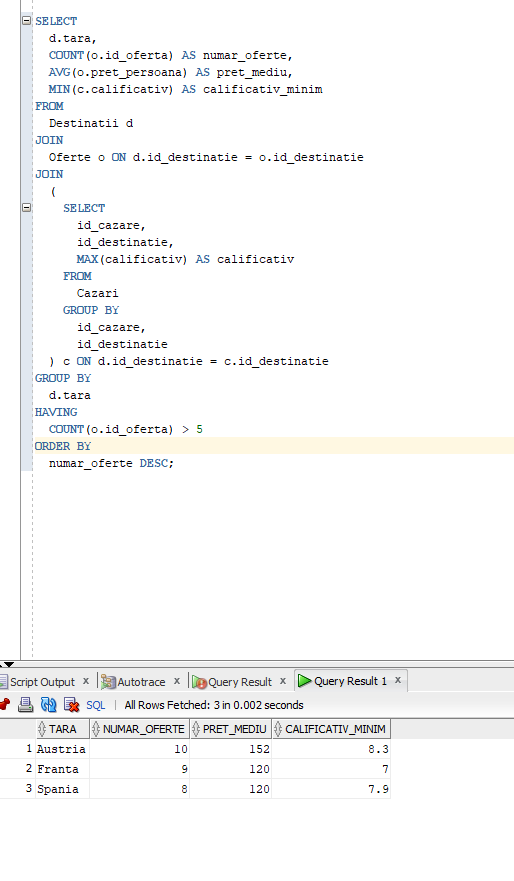 SELECT
d.tara,
COUNT(o.id_oferta) AS numar_oferte,
AVG(o.pret_persoana) AS pret_mediu,
MIN(c.calificativ) AS calificativ_minim
FROM
Destinatii d
JOIN
Oferte o ON d.id_destinatie = o.id_destinatie
JOIN
(
SELECT
id_cazare,
id_destinatie,
MAX(calificativ) AS calificativ
FROM
Cazari
GROUP BY
id_cazare,
id_destinatie
) c ON d.id_destinatie = c.id_destinatie
GROUP BY
d.tara
HAVING
COUNT(o.id_oferta) > 5
ORDER BY
numar_oferte DESC;
Script Output x Autotrace x Query Result x Query Result 1 x
SQL | All Rows Fetched: 3 in 0.002 seconds
TARA NUMAR_OFERTE PRET_MEDIU CALIFICATIV_MINIM
1 Austria 10 152 8.3
2 Franta 9 120 7
3 Spania 8 120 7.9